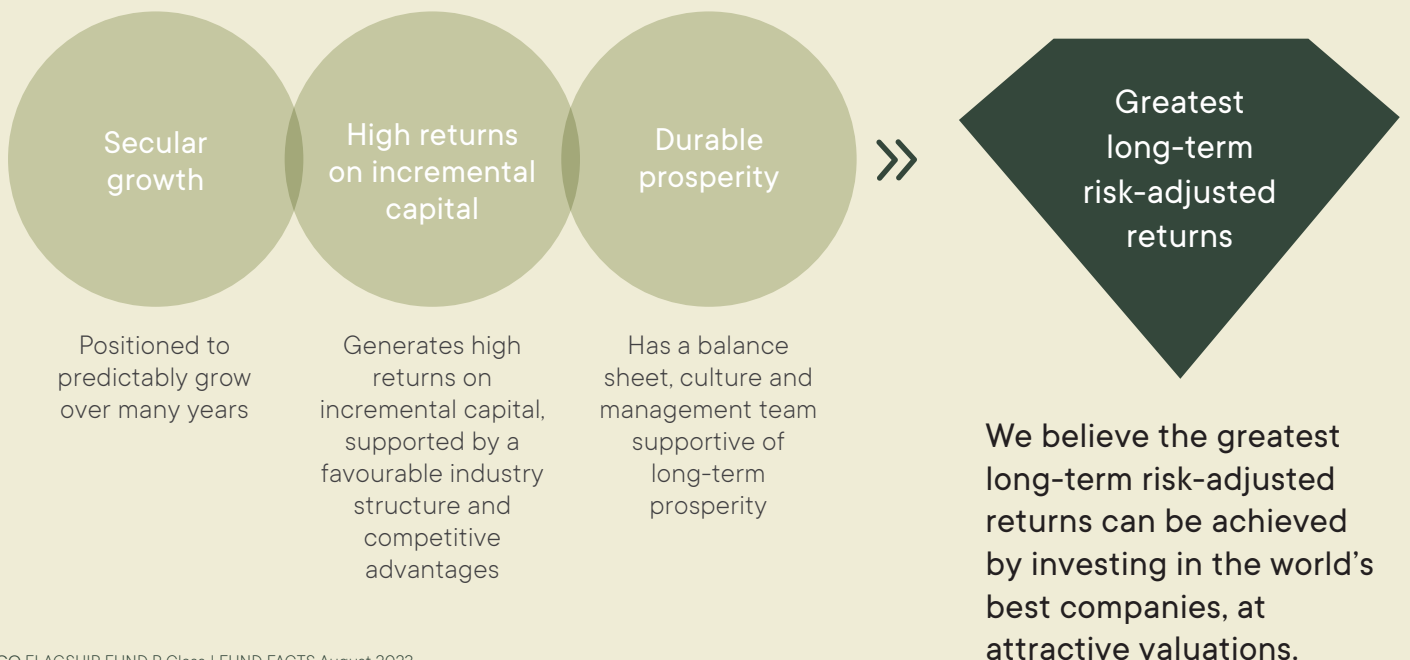 Secular
growth
High returns
on incremental
capital
Durable
prosperity
Greatest
long-term
risk-adjusted
returns
Positioned to
predictably grow
over many years
Generates high
returns on
incremental capital,
supported by a
favourable industry
structure and
competitive
advantages
Has a balance
sheet, culture and
management team
supportive of
long-term
prosperity
We believe the greatest
long-term risk-adjusted
returns can be achieved
by investing in the world’s
best companies, at
attractive valuations.
FLAGSHIP FUND P Class | FUND FACTS August